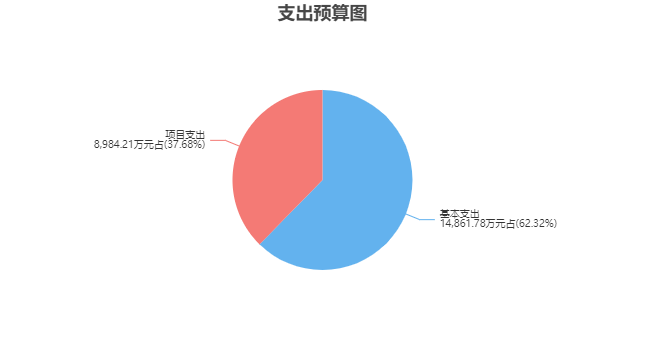 支出预算图
项目支出
8,984.21万元占(37.68%)
基本支出
14,861.78万元占(62.32%)